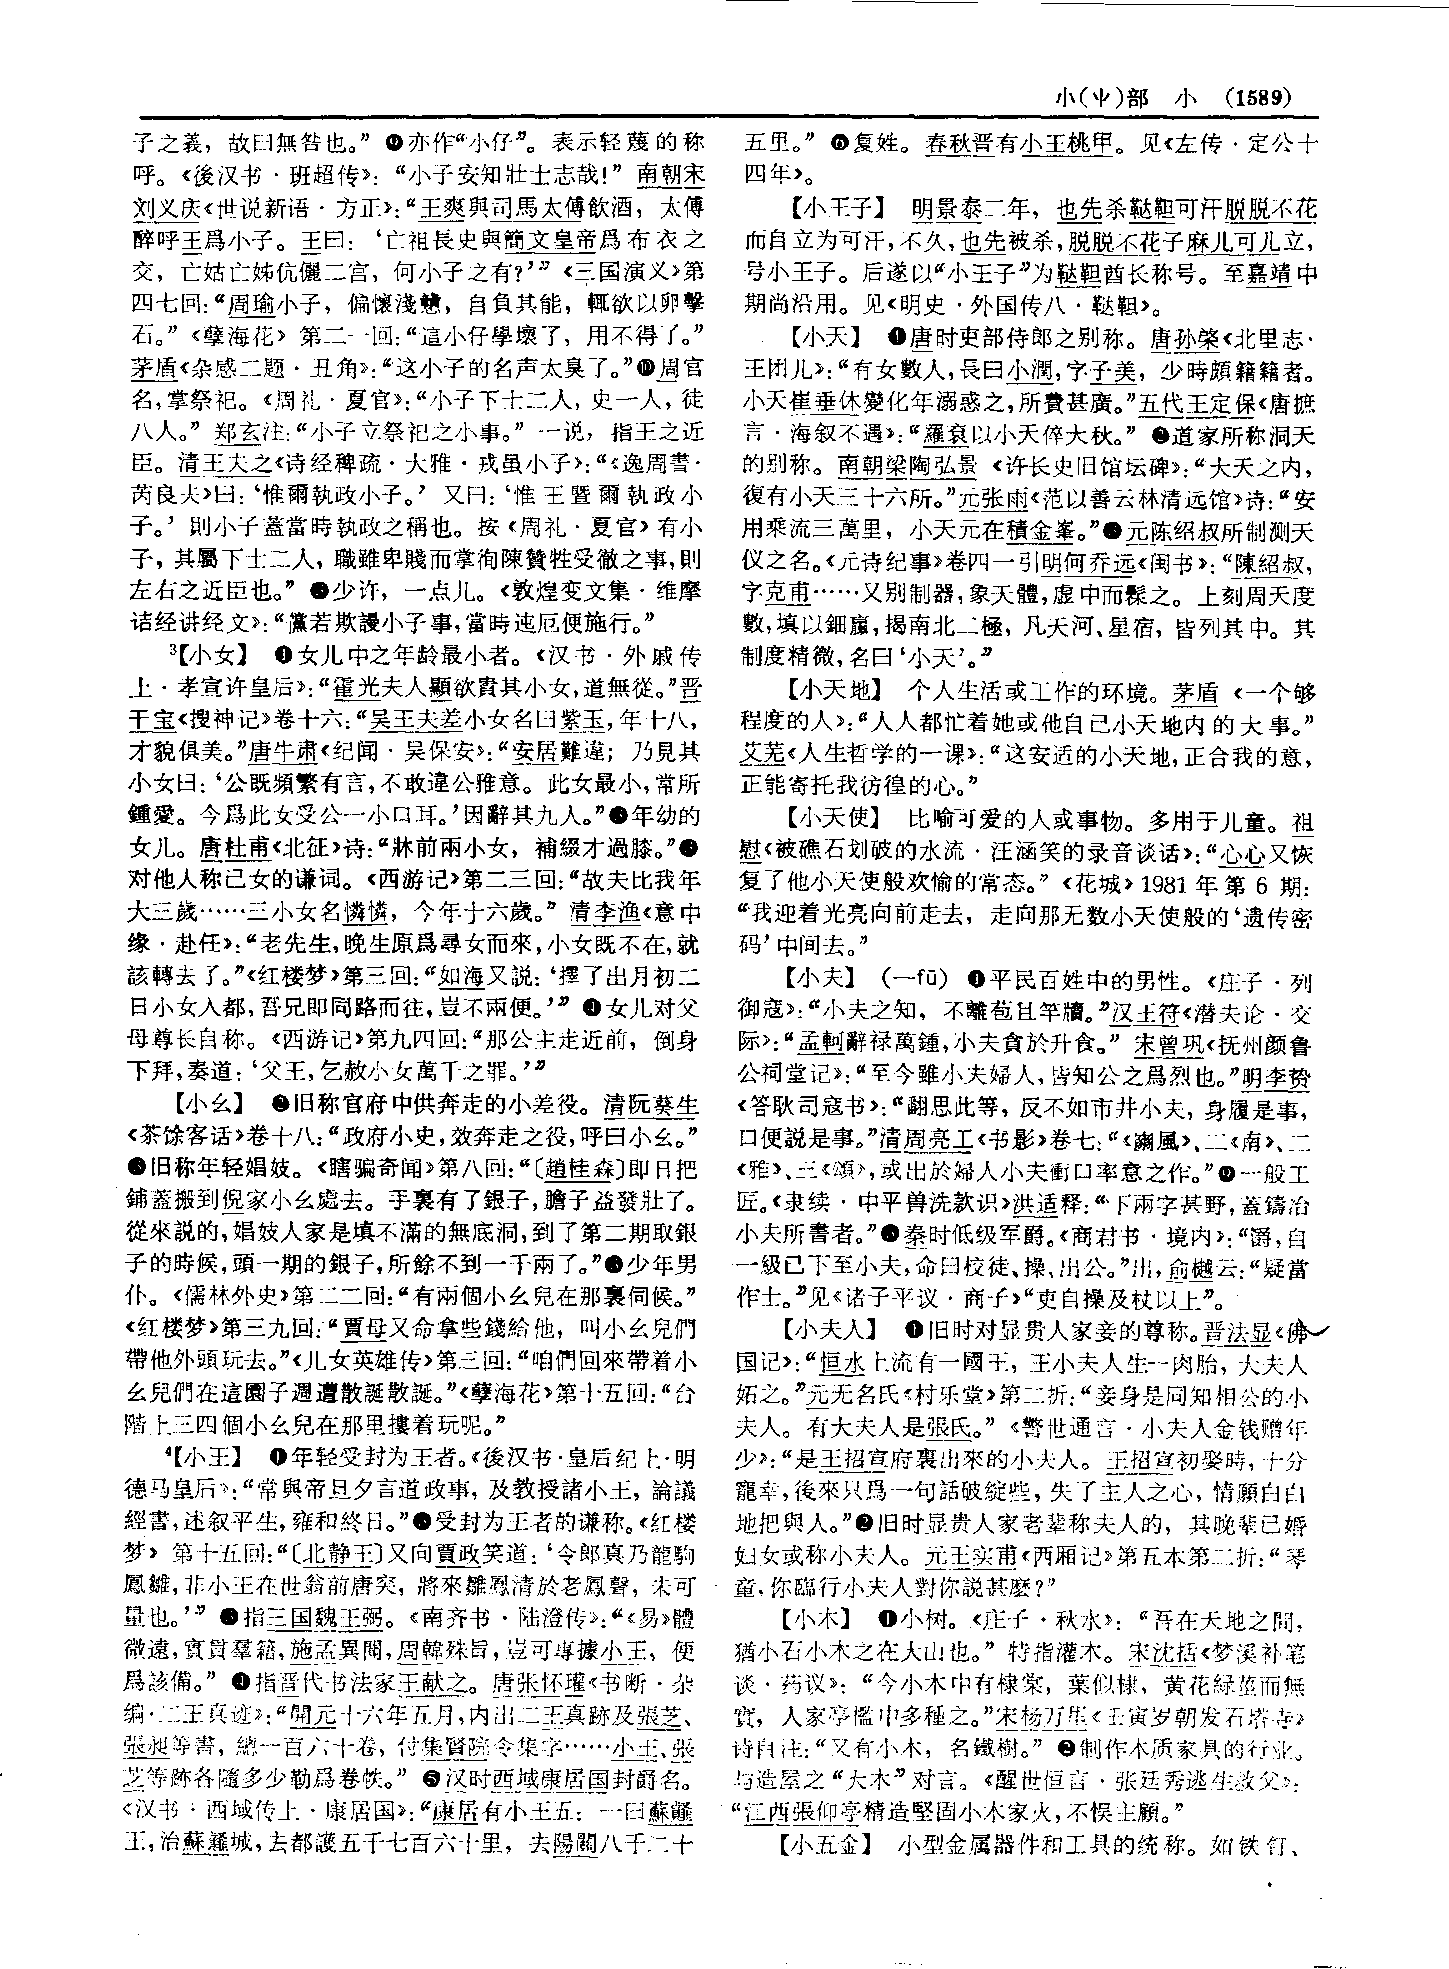 小(⺌)部　小　(1589)
子之義，故曰無咎也。” ❾亦作“小仔”。表示轻蔑的称
呼。《後汉书·班超传》：“小子安知壯士志哉！” 南朝宋
刘义庆《世说新语·方正》：“王爽與司馬太傅飲酒，太傅
醉呼王爲小子。王曰：‘亡祖長史與簡文皇帝爲布衣之
交，亡姑亡姊伉儷二宫，何小子之有？’” 《三国演义》第
四七回：“周瑜小子，偏懷淺戇，自負其能，輒欲以卵擊
石。” 《孽海花》第二一回：“這小仔學壞了，用不得了。”
茅盾《杂感二题·丑角》：“这小子的名声太臭了。”❿周官
名，掌祭祀。《周礼·夏官》：“小子下士二人，史一人，徒
八人。” 郑玄注：“小子立祭祀之小事。” 一说，指王之近
臣。清王夫之《诗经稗疏·大雅·戎虽小子》：“《逸周書·
芮良夫》曰：‘惟爾執政小子。’ 又曰：‘惟王暨爾執政小
子。’ 則小子蓋當時執政之稱也。按《周礼·夏官》有小
子，其屬下士二人，職雖卑賤而掌徇陳贊牲受徹之事，則
左右之近臣也。” ⓫少许，一点儿。《敦煌变文集·维摩
诘经讲经文》：“儻若欺謾小子事，當時迍厄便施行。”
³【小女】 ❶女儿中之年龄最小者。《汉书·外戚传
上·孝宣许皇后》：“霍光夫人顯欲貴其小女，道無從。”晋
干宝《搜神记》卷十六：“吴王夫差小女名曰紫玉，年十八，
才貌俱美。”唐牛肃《纪闻·吴保安》：“安居難違；乃見其
小女曰：‘公既頻繁有言，不敢違公雅意。此女最小，常所
鍾愛。今爲此女受公一小口耳。’因辭其九人。”❷年幼的
女儿。唐杜甫《北征》诗：“牀前兩小女，補綴才過膝。”❸
对他人称己女的谦词。《西游记》第二三回：“故夫比我年
大三歲……三小女名憐憐，今年十六歲。” 清李渔《意中
缘·赴任》：“老先生，晚生原爲尋女而來，小女既不在，就
該轉去了。”《红楼梦》第三回：“如海又説：‘擇了出月初二
日小女入都，吾兄即同路而往，豈不兩便。’” ❹女儿对父
母尊长自称。《西游记》第九四回：“那公主走近前，倒身
下拜，奏道：‘父王，乞赦小女萬千之罪。’”
【小幺】 ❶旧称官府中供奔走的小差役。清阮葵生
《茶馀客话》卷十八：“政府小史，效奔走之役，呼曰小幺。”
❷旧称年轻娼妓。《瞎骗奇闻》第八回：“〔趙桂森〕即日把
鋪蓋搬到倪家小幺處去。手裏有了銀子，膽子益發壯了。
從來説的，娼妓人家是填不滿的無底洞，到了第二期取銀
子的時候，頭一期的銀子，所餘不到一千兩了。”❸少年男
仆。《儒林外史》第二二回：“有兩個小幺兒在那裏伺候。”
《红楼梦》第三九回：“賈母又命拿些錢給他，叫小幺兒們
帶他外頭玩去。”《儿女英雄传》第三回：“咱們回來帶着小
幺兒們在這園子週遭散誕散誕。”《孽海花》第十五回：“台
階上三四個小幺兒在那里摟着玩呢。”
⁴【小王】 ❶年轻受封为王者。《後汉书·皇后纪上·明
德马皇后》：“常與帝旦夕言道政事，及教授諸小王，論議
經書，述叙平生，雍和終日。”❷受封为王者的谦称。《红楼
梦》第十五回：“〔北静王〕又向賈政笑道：‘令郎真乃龍駒
鳳雛，非小王在世翁前唐突，將來雛鳳清於老鳳聲，未可
量也。’” ❸指三国魏王弼。《南齐书·陆澄传》：“《易》體
微遠，實貫羣籍，施孟異聞，周韓殊旨，豈可專據小王，便
爲該備。” ❹指晋代书法家王献之。唐张怀瓘《书断·杂
编·二王真迹》：“開元十六年五月，内出二王真跡及張芝、
張昶等書，總一百六十卷，付集賢院令集字……小王、張
芝等跡各隨多少勒爲卷帙。” ❺汉时西域康居国封爵名。
《汉书·西域传上·康居国》：“康居有小王五：一曰蘇䪥
王，治蘇䪥城，去都護五千七百六十里，去陽關八千二十
五里。” ❻复姓。春秋晋有小王桃甲。见《左传·定公十
四年》。
【小王子】 明景泰二年，也先杀鞑靼可汗脱脱不花
而自立为可汗，不久，也先被杀，脱脱不花子麻儿可儿立，
号小王子。后遂以“小王子”为鞑靼酋长称号。至嘉靖中
期尚沿用。见《明史·外国传八·鞑靼》。
【小天】 ❶唐时吏部侍郎之别称。唐孙棨《北里志·
王团儿》：“有女數人，長曰小潤，字子美，少時頗籍籍者。
小天崔垂休變化年溺惑之，所費甚廣。”五代王定保《唐摭
言·海叙不遇》：“羅衮以小天倅大秋。” ❷道家所称洞天
的别称。南朝梁陶弘景《许长史旧馆坛碑》：“大天之内，
復有小天三十六所。”元张雨《范以善云林清远馆》诗：“安
用乘流三萬里，小天元在積金峯。”❸元陈绍叔所制测天
仪之名。《元诗纪事》卷四一引明何乔远《闽书》：“陳紹叔，
字克甫……又别制器，象天體，虚中而髹之。上刻周天度
數，填以鈿蠃，揭南北二極，凡天河、星宿，皆列其中。其
制度精微，名曰‘小天’。”
【小天地】 个人生活或工作的环境。茅盾《一个够
程度的人》：“人人都忙着她或他自己小天地内的大事。”
艾芜《人生哲学的一课》：“这安适的小天地，正合我的意，
正能寄托我彷徨的心。”
【小天使】 比喻可爱的人或事物。多用于儿童。祖
慰《被礁石划破的水流·汪涵笑的录音谈话》：“心心又恢
复了他小天使般欢愉的常态。”《花城》1981年第6期：
“我迎着光亮向前走去，走向那无数小天使般的‘遗传密
码’中间去。”
【小夫】 （—fū） ❶平民百姓中的男性。《庄子·列
御寇》：“小夫之知，不離苞苴竿牘。”汉王符《潜夫论·交
际》：“孟軻辭禄萬鍾，小夫貪於升食。” 宋曾巩《抚州颜鲁
公祠堂记》：“至今雖小夫婦人，皆知公之爲烈也。”明李贽
《答耿司寇书》：“翻思此等，反不如市井小夫，身履是事，
口便説是事。”清周亮工《书影》卷七：“《豳風》、二《南》、二
《雅》、三《頌》，或出於婦人小夫衝口率意之作。”❷一般工
匠。《隶续·中平兽洗款识》洪适释：“下兩字甚野，蓋鑄冶
小夫所書者。”❸秦时低级军爵。《商君书·境内》：“爵，自
一級已下至小夫，命曰校徒、操，出公。”出，俞樾云：“疑當
作士。”见《诸子平议·商子》“吏自操及杖以上”。
【小夫人】 ❶旧时对显贵人家妾的尊称。晋法显《佛
国记》：“恒水上流有一國王，王小夫人生一肉胎，大夫人
妬之。”元无名氏《村乐堂》第二折：“妾身是同知相公的小
夫人。有大夫人是張氏。” 《警世通言·小夫人金钱赠年
少》：“是王招宣府裏出來的小夫人。王招宣初娶時，十分
寵幸，後來只爲一句話破綻些，失了主人之心，情願白白
地把與人。”❷旧时显贵人家老辈称夫人的，其晚辈已婚
妇女或称小夫人。元王实甫《西厢记》第五本第二折：“琴
童，你臨行小夫人對你説甚麽？”
【小木】 ❶小树。《庄子·秋水》：“吾在天地之間，
猶小石小木之在大山也。” 特指灌木。宋沈括《梦溪补笔
谈·药议》：“今小木中有棣棠，葉似棣，黄花緑莖而無
實，人家亭檻中多種之。”宋杨万里《壬寅岁朝发石塔寺》
诗自注：“又有小木，名鐵樹。” ❷制作木质家具的行业。
与造屋之“大木”对言。《醒世恒言·张廷秀逃生救父》：
“江西張仰亭精造堅固小木家火，不悮主顧。”
【小五金】 小型金属器件和工具的统称。如铁钉、